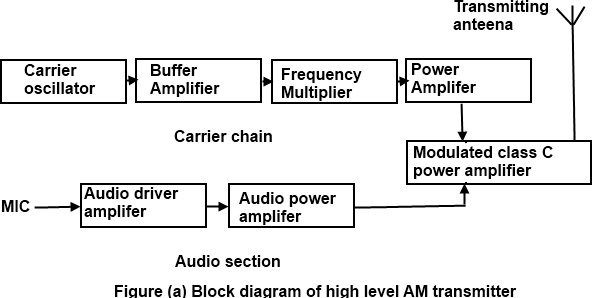 Transmitting
anteena
Carrier
oscillator
Buffer
Amplifier
Frequency
Multiplier
Power
Amplifer
Carrier chain
Modulated class C
power amplifier
MIC
Audio driver
amplifer
Audio power
amplifer
Audio section
Figure (a) Block diagram of high level AM transmitter